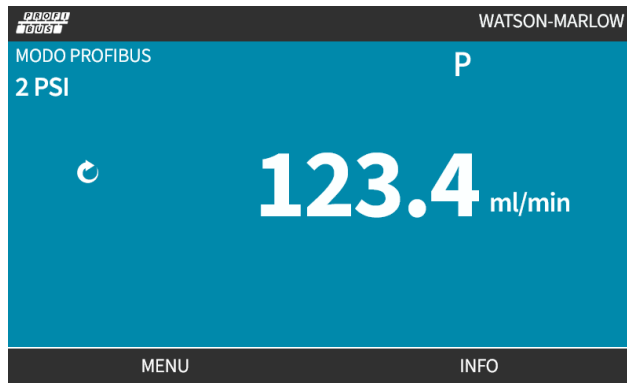 PROFI
BUS
WATSON-MARLOW
MODO PROFIBUS
P
2 PSI
123.4 ml/min
MENU
INFO